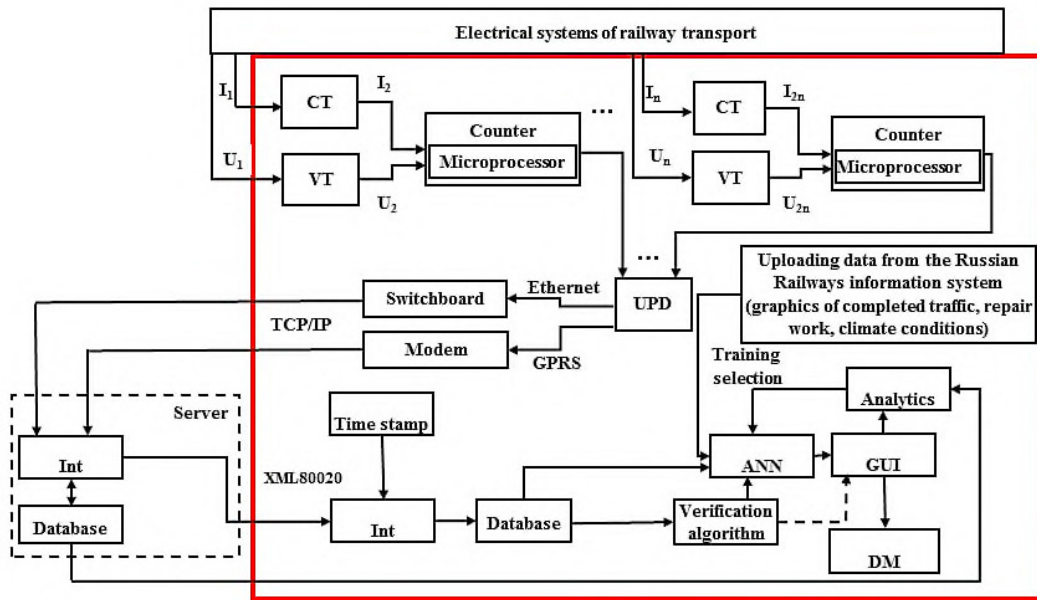 Electrical systems of railway transport
I1
I2
In
I2n
CT
CT
...
Counter
Counter
Microprocessor
Microprocessor
U1
U2
Un
U2n
VT
VT
...
Uploading data from the Russian
Railways information system
(graphics of completed traffic, repair
work, climate conditions)
Ethernet
Switchboard
UPD
TCP/IP
Modem
GPRS
Training
selection
Analytics
Server
Time stamp
Int
XML80020
ANN
GUI
Int
Database
Database
Verification
algorithm
DM